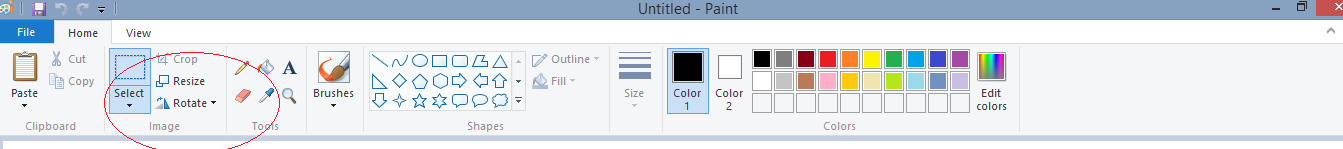 Untitled - Paint
File Home View
Paste
Cut
Copy
Clipboard
Select
Crop
Resize
Rotate
Image
A
Tools
Brushes
Outline
Fill
Shapes
Size
Color
1
Color
2
Edit
colors
Colors